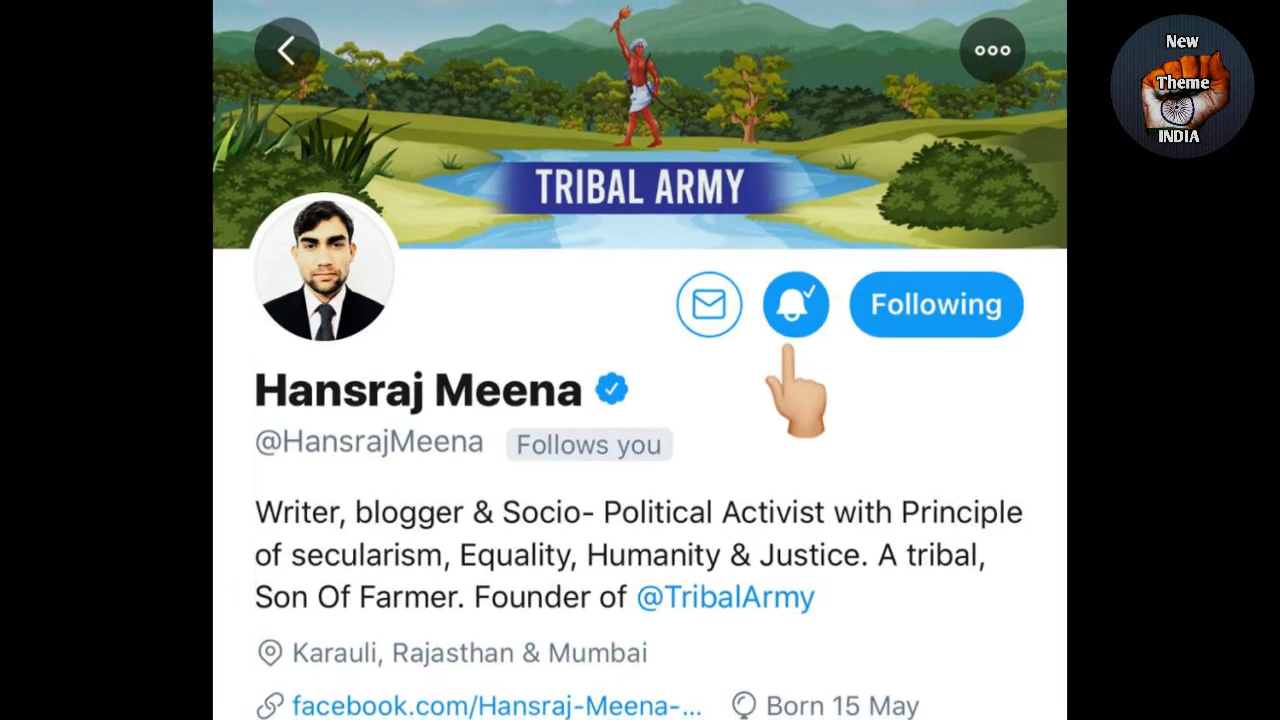 New
Theme
INDIA
TRIBAL ARMY
Following
Hansraj Meena
@HansrajMeena Follows you
Writer, blogger & Socio- Political Activist with Principle
of secularism, Equality, Humanity & Justice. A tribal,
Son Of Farmer. Founder of @TribalArmy
Karauli, Rajasthan & Mumbai
facebook.com/Hansraj-Meena-... Born 15 May